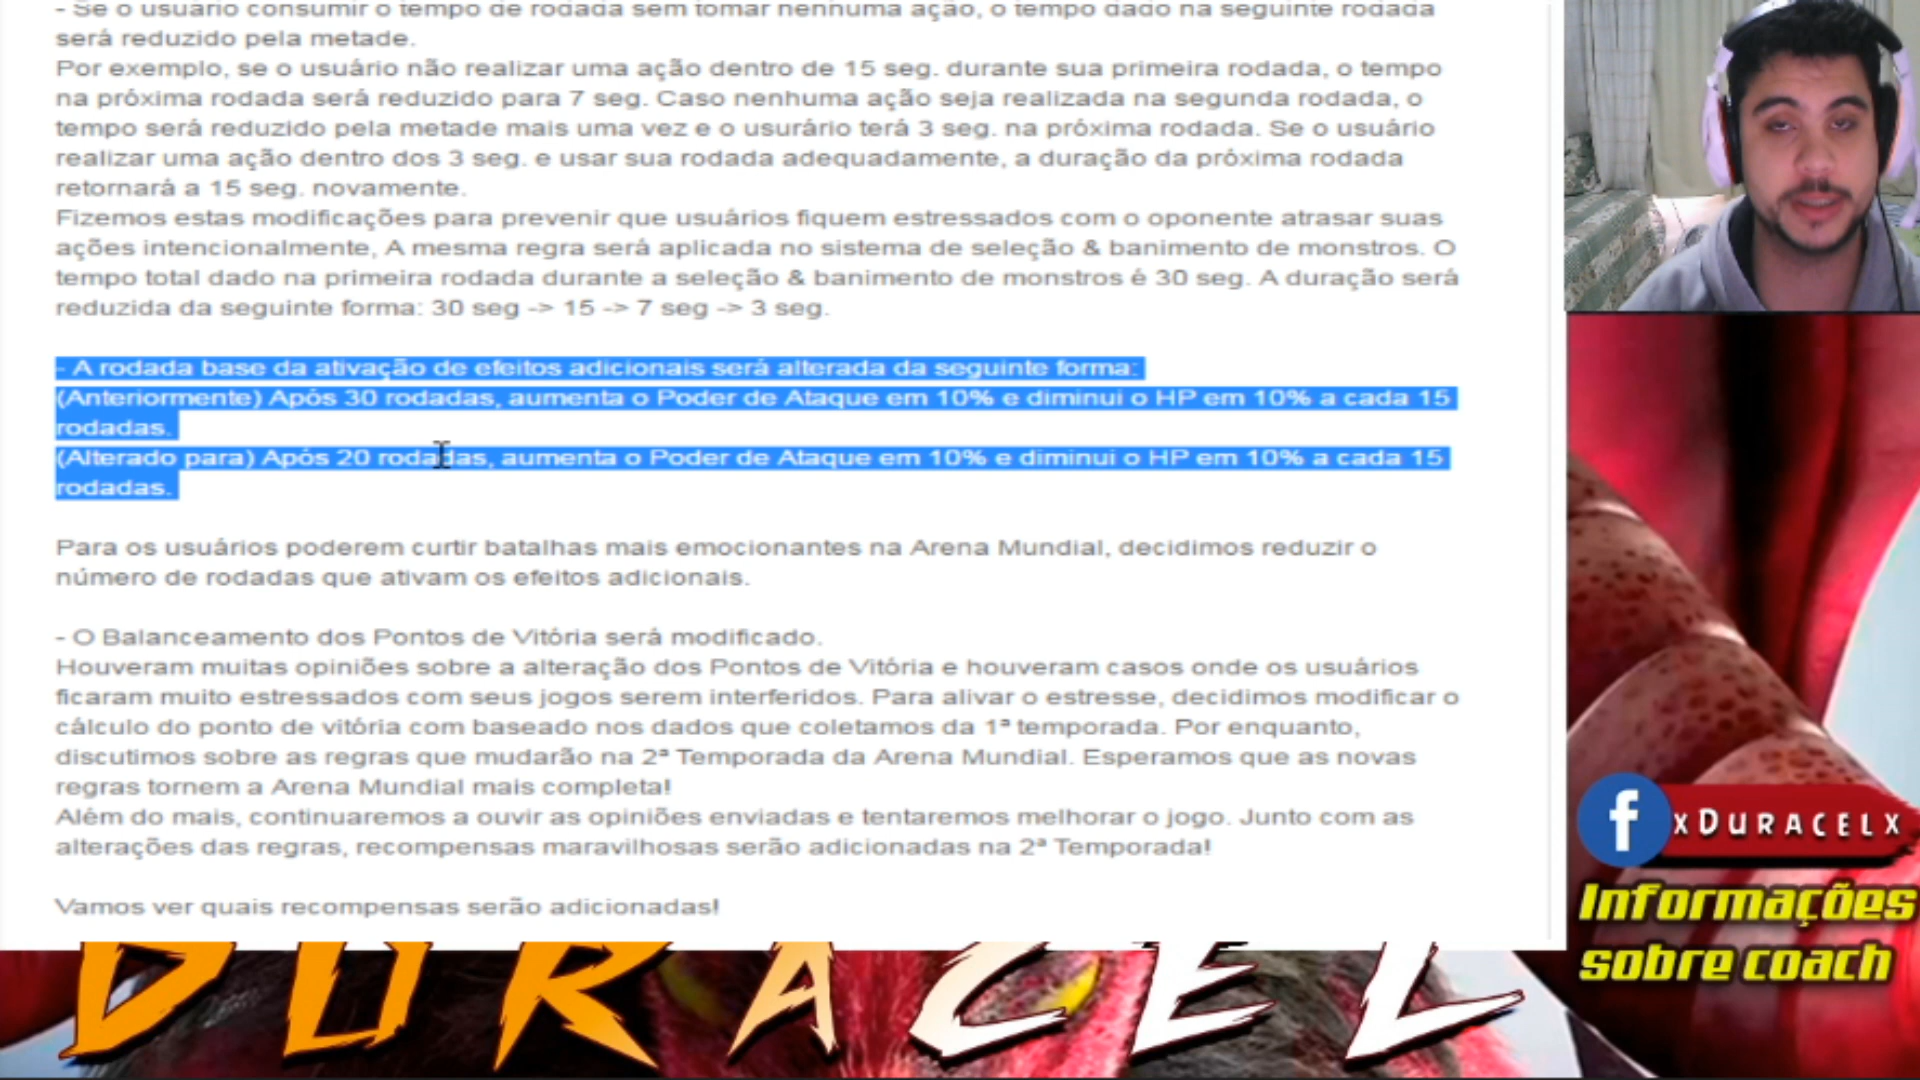 - Se o usuário consumir o tempo de rodada sem tomar nenhuma ação, o tempo dado na seguinte rodada
será reduzido pela metade.
Por exemplo, se o usuário não realizar uma ação dentro de 15 seg. durante sua primeira rodada, o tempo
na próxima rodada será reduzido para 7 seg. Caso nenhuma ação seja realizada na segunda rodada, o
tempo será reduzido pela metade mais uma vez e o usurário terá 3 seg. na próxima rodada. Se o usuário
realizar uma ação dentro dos 3 seg. e usar sua rodada adequadamente, a duração da próxima rodada
retornará a 15 seg. novamente.
Fizemos estas modificações para prevenir que usuários fiquem estressados com o oponente atrasar suas
ações intencionalmente, A mesma regra será aplicada no sistema de seleção & banimento de monstros. O
tempo total dado na primeira rodada durante a seleção & banimento de monstros é 30 seg. A duração será
reduzida da seguinte forma: 30 seg -> 15 -> 7 seg -> 3 seg.
- A rodada base da ativação de efeitos adicionais será alterada da seguinte forma:
(Anteriormente) Após 30 rodadas, aumenta o Poder de Ataque em 10% e diminui o HP em 10% a cada 15
rodadas.
(Alterado para) Após 20 rodadas, aumenta o Poder de Ataque em 10% e diminui o HP em 10% a cada 15
rodadas.
Para os usuários poderem curtir batalhas mais emocionantes na Arena Mundial, decidimos reduzir o
número de rodadas que ativam os efeitos adicionais.
- O Balanceamento dos Pontos de Vitória será modificado.
Houveram muitas opiniões sobre a alteração dos Pontos de Vitória e houveram casos onde os usuários
ficaram muito estressados com seus jogos serem interferidos. Para alivar o estresse, decidimos modificar o
cálculo do ponto de vitória com baseado nos dados que coletamos da 1ª temporada. Por enquanto,
discutimos sobre as regras que mudarão na 2ª Temporada da Arena Mundial. Esperamos que as novas
regras tornem a Arena Mundial mais completa!
Além do mais, continuaremos a ouvir as opiniões enviadas e tentaremos melhorar o jogo. Junto com as
alterações das regras, recompensas maravilhosas serão adicionadas na 2ª Temporada!
Vamos ver quais recompensas serão adicionadas!
f xDURACELx
Informações
sobre coach
DURACEL